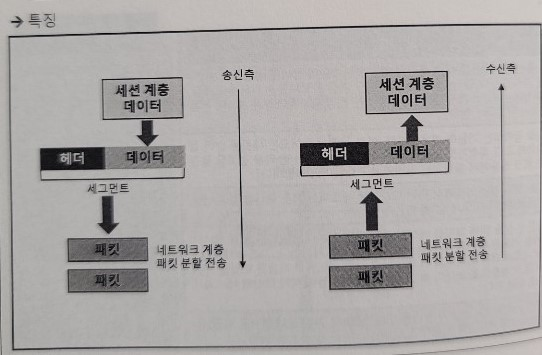 → 특징
송신측
세션 계층
데이터
헤더 데이터
세그먼트
패킷
패킷
네트워크 계층
패킷 분할 전송
수신측
세션 계층
데이터
헤더 데이터
세그먼트
패킷
패킷
네트워크 계층
패킷 분할 전송